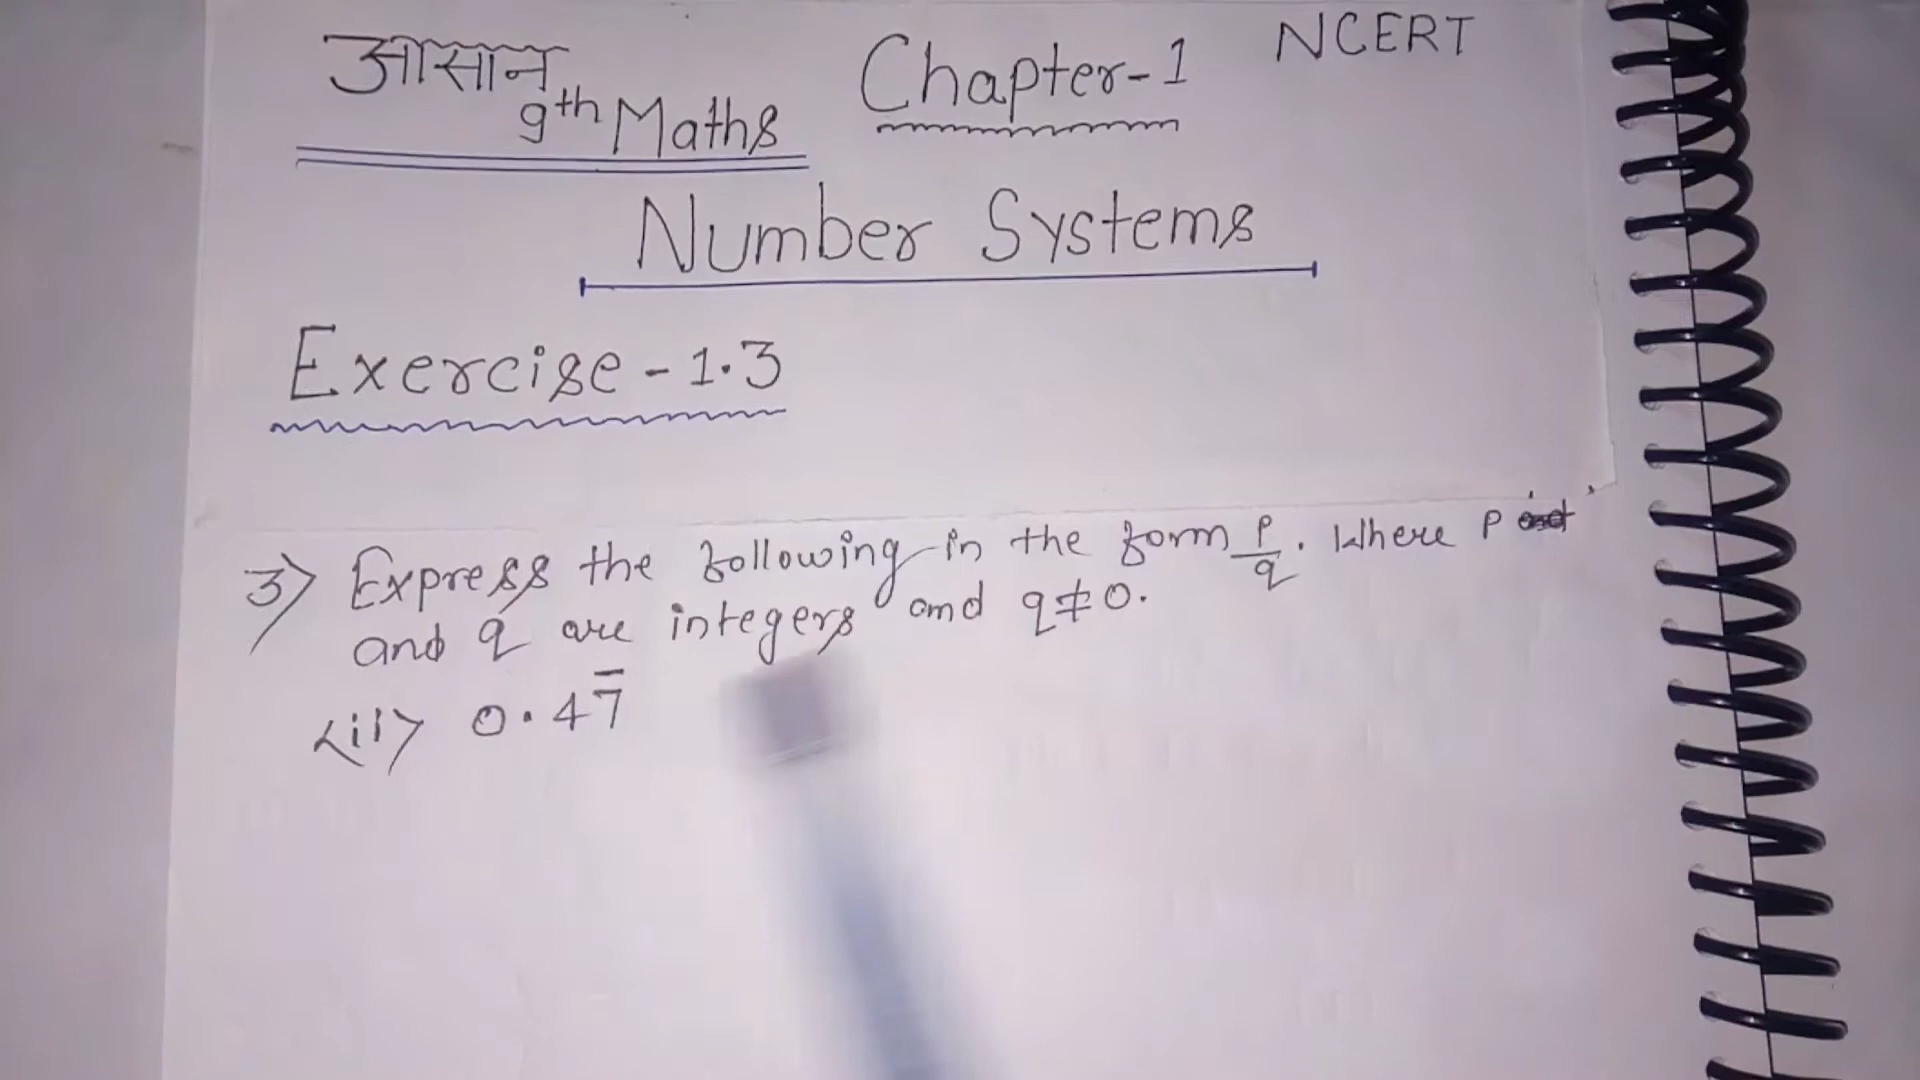 आसान
9th Maths
Chapter-1
NCERT
Number Systems
Exercise-1.3
3) Express the following in the form p/q. Where p
and q are integers and q≠0.
<ii> 0.47̅